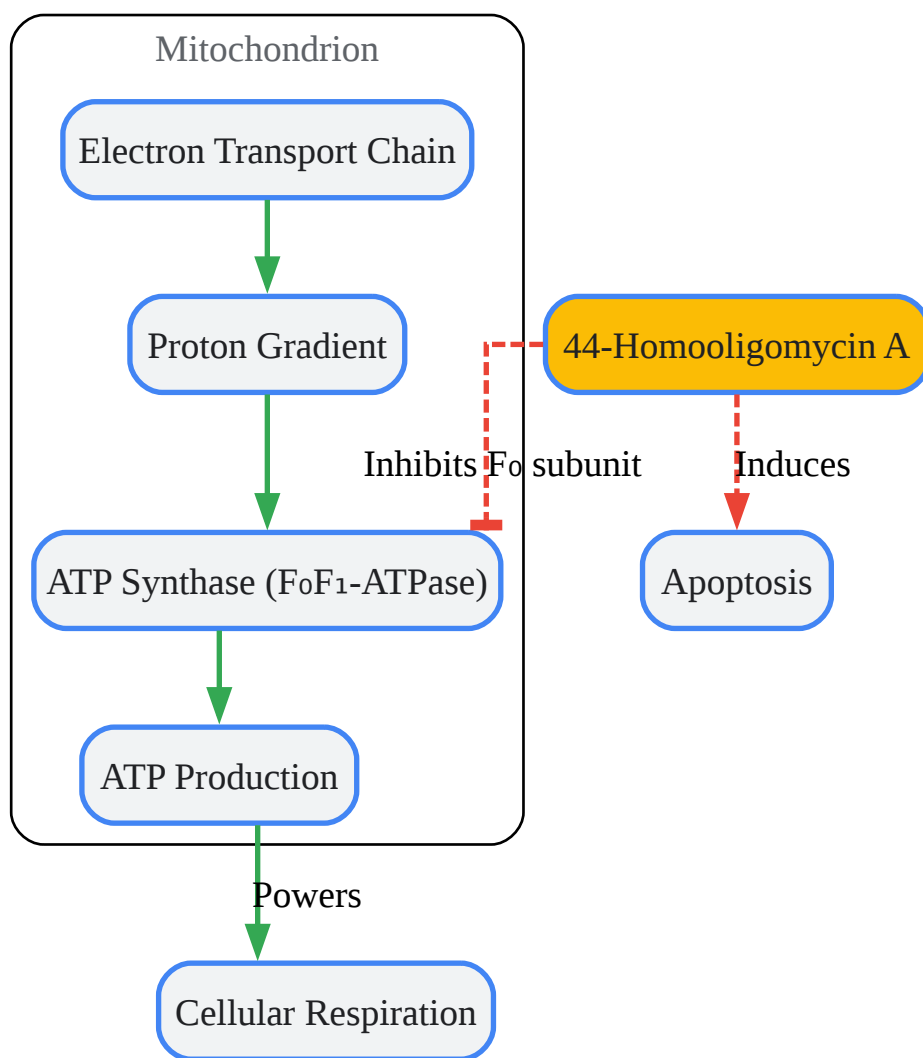 Mitochondrion
Electron Transport Chain
Proton Gradient
44-Homooligomycin A
Inhibits F₀ subunit
Induces
ATP Synthase (F₀F₁-ATPase)
Apoptosis
ATP Production
Powers
Cellular Respiration